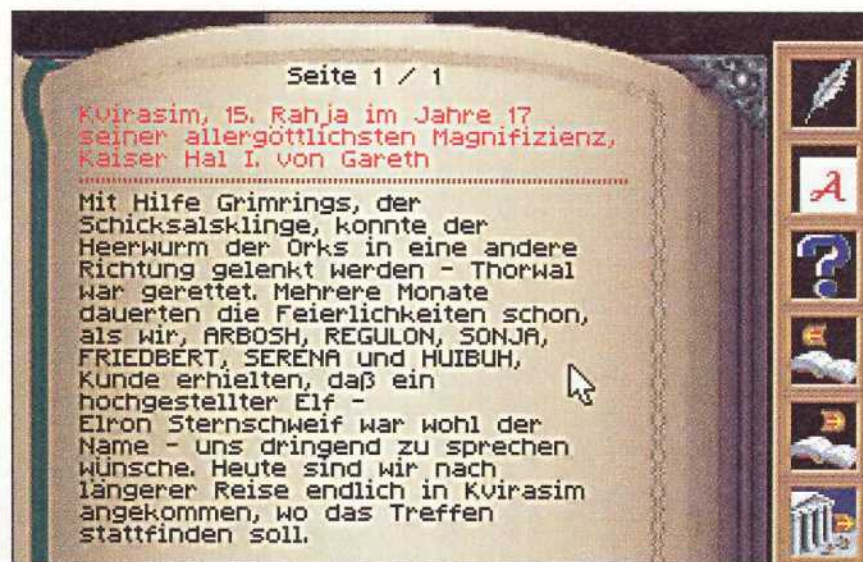 Seite 1 / 1
Kvirasim, 15. Rahja im Jahre 17
seiner allergöttlichsten Magnifizienz,
Kaiser Hal I. von Gareth
Mit Hilfe Grimrings, der
Schicksalsklinge, konnte der
Heerwurm der Orks in eine andere
Richtung gelenkt werden - Thorwal
war gerettet. Mehrere Monate
dauerten die Feierlichkeiten schon,
als wir, ARBOSH, REGULON, SONJA,
FRIEDBERT, SERENA und HUIBUH,
Kunde erhielten, daß ein
hochgestellter Elf -
Elron Sternschweif war wohl der
Name - uns dringend zu sprechen
wünsche. Heute sind wir nach
längerer Reise endlich in Kvirasim
angekommen, wo das Treffen
stattfinden soll.
A
?